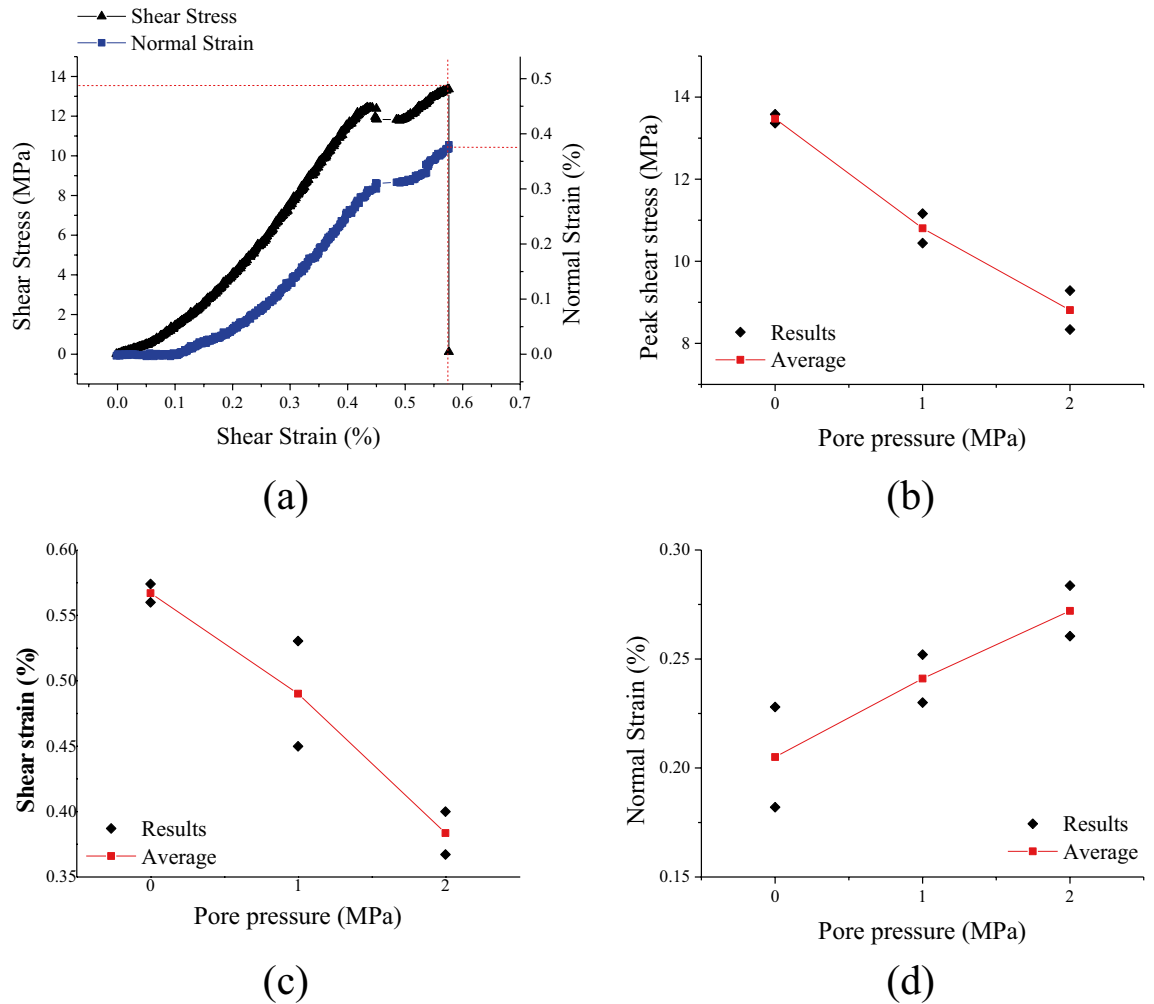 Shear Stress
Normal Strain
14
12
10
8
6
4
2
0
Shear Stress (MPa)
0.5
0.4
0.3
0.2
0.1
0.0
Normal Strain (%)
0.0 0.1 0.2 0.3 0.4 0.5 0.6 0.7
Shear Strain (%)
(a)
16
14
12
10
8
Peak shear stress (MPa)
Results
Average
0 1 2
Pore pressure (MPa)
(b)
0.60
0.55
0.50
0.45
0.40
0.35
Shear strain (%)
Results
Average
0 1 2
Pore pressure (MPa)
(c)
0.30
0.25
0.20
0.15
Normal Strain (%)
Results
Average
0 1 2
Pore pressure (MPa)
(d)